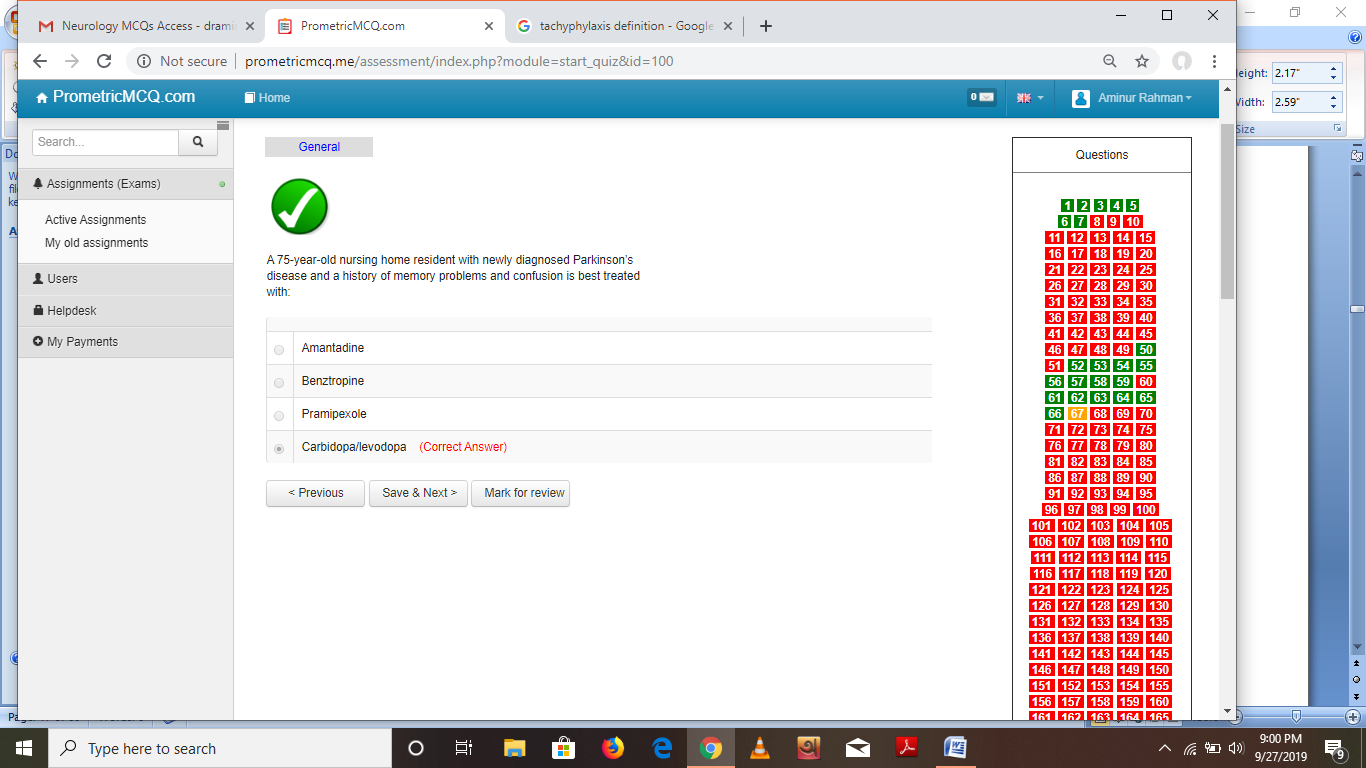 Neurology MCQs Access - drami
PrometricMCQ.com
tachyphylaxis definition - Google
Not secure | prometricmcq.me/assessment/index.php?module=start_quiz&id=100
PrometricMCQ.com
Home
0
Aminur Rahman
Height: 2.17"
Width: 2.59"
Size
Search...
Assignments (Exams)
Active Assignments
My old assignments
Users
Helpdesk
My Payments
General
A 75-year-old nursing home resident with newly diagnosed Parkinson's
disease and a history of memory problems and confusion is best treated
with:
Amantadine
Benztropine
Pramipexole
Carbidopa/levodopa (Correct Answer)
< Previous
Save & Next >
Mark for review
Questions
1 2 3 4 5
6 7 8 9 10
11 12 13 14 15
16 17 18 19 20
21 22 23 24 25
26 27 28 29 30
31 32 33 34 35
36 37 38 39 40
41 42 43 44 45
46 47 48 49 50
51 52 53 54 55
56 57 58 59 60
61 62 63 64 65
66 67 68 69 70
71 72 73 74 75
76 77 78 79 80
81 82 83 84 85
86 87 88 89 90
91 92 93 94 95
96 97 98 99 100
101 102 103 104 105
106 107 108 109 110
111 112 113 114 115
116 117 118 119 120
121 122 123 124 125
126 127 128 129 130
131 132 133 134 135
136 137 138 139 140
141 142 143 144 145
146 147 148 149 150
151 152 153 154 155
156 157 158 159 160
161 162 163 164 165
Type here to search
9:00 PM
9/27/2019
9